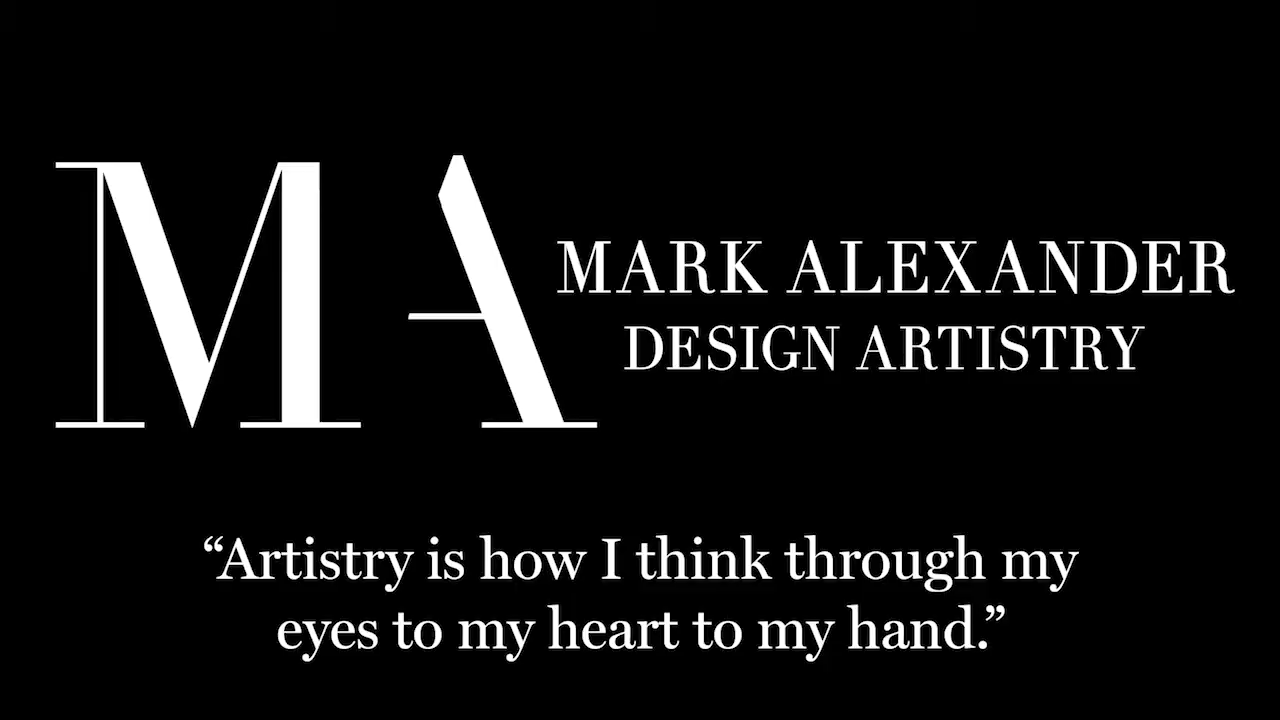 MA
MARK ALEXANDER
DESIGN ARTISTRY
“Artistry is how I think through my
eyes to my heart to my hand.”